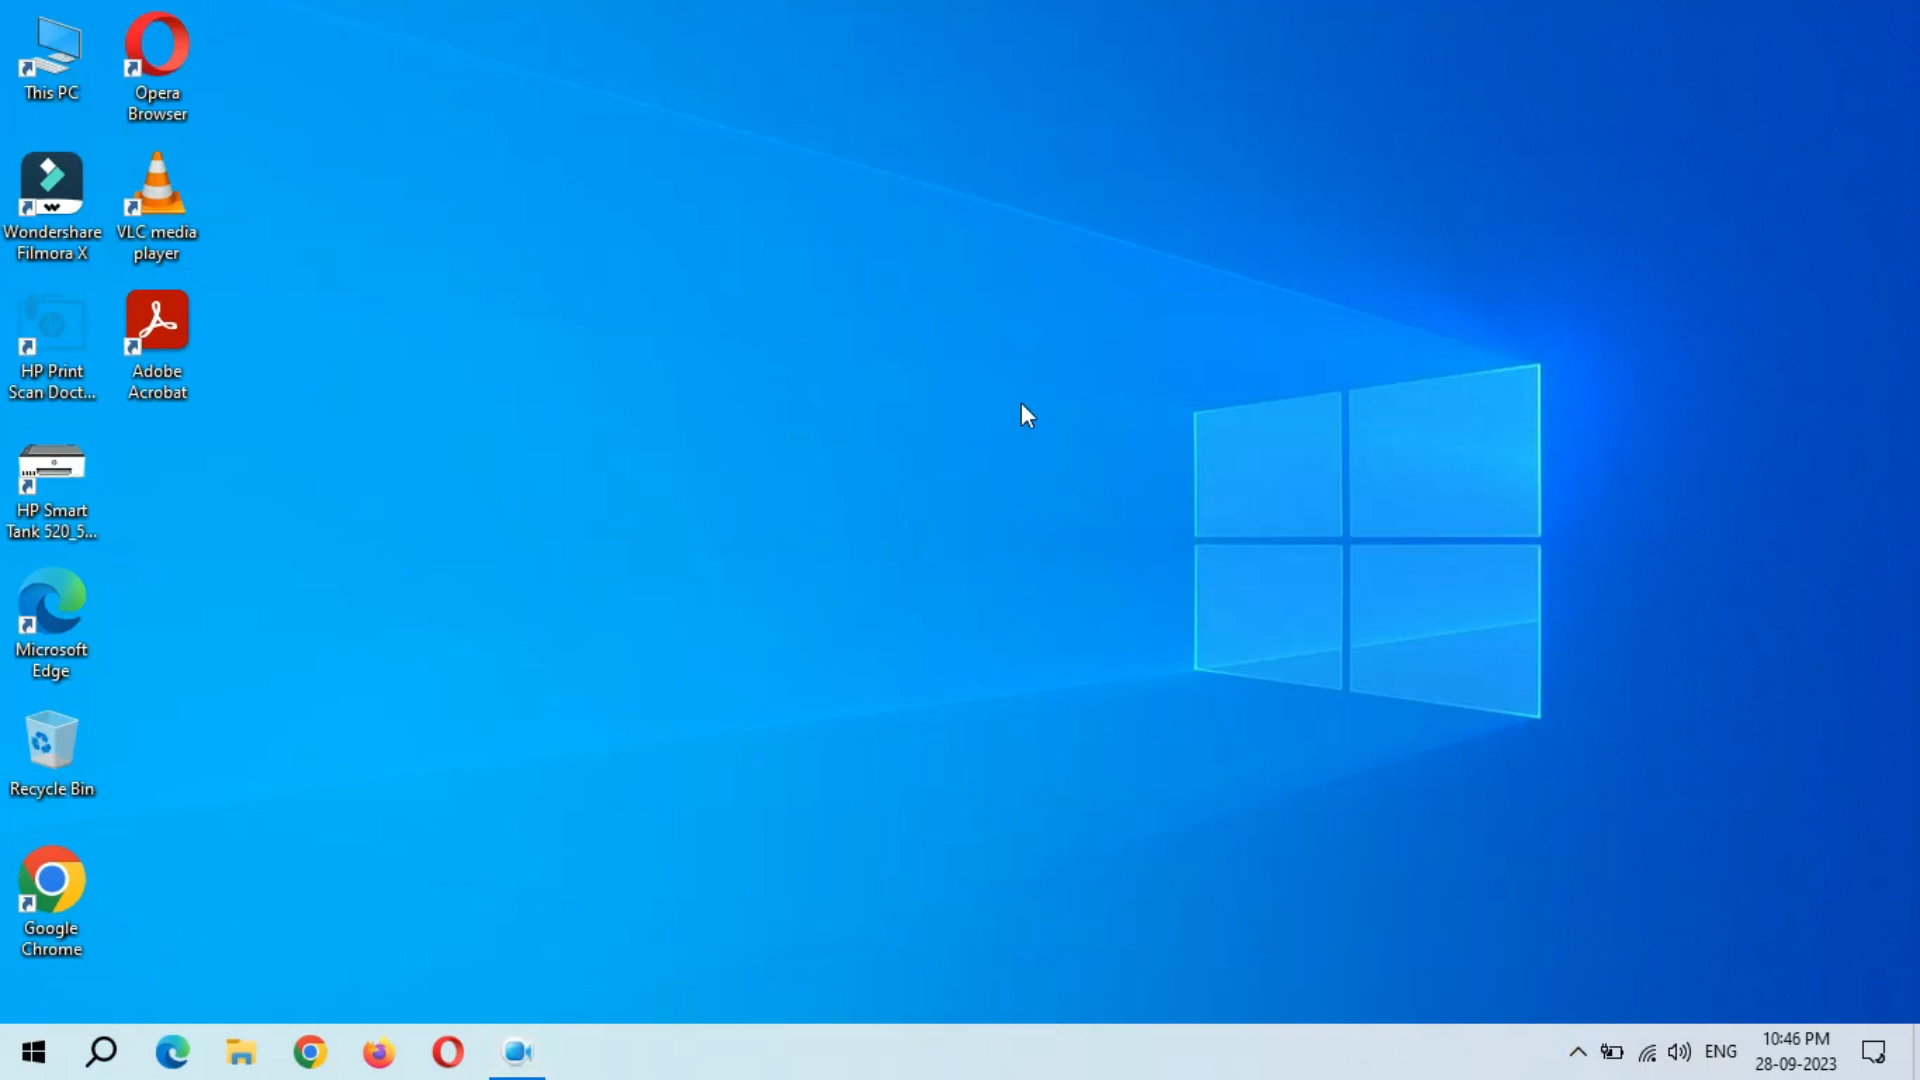 This PC
Opera
Browser
Wondershare
Filmora X
VLC media
player
HP Print
Scan Doct...
Adobe
Acrobat
HP Smart
Tank 520_5...
Microsoft
Edge
Recycle Bin
Google
Chrome
ENG
10:46 PM
28-09-2023